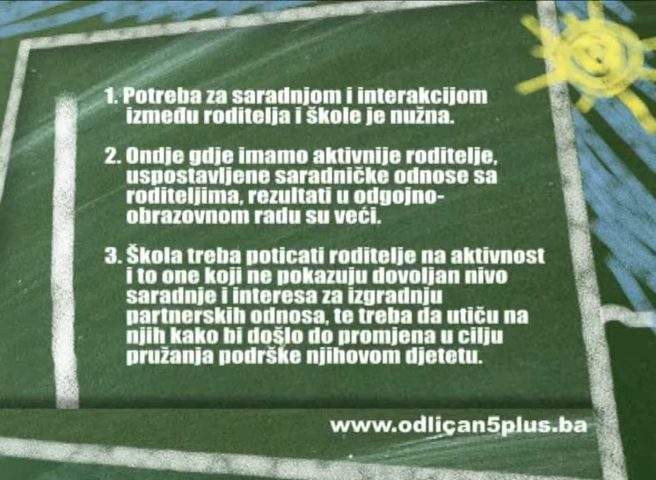 1. Potreba za saradnjom i interakcijom
između roditelja i škole je nužna.
2. Ondje gdje imamo aktivnije roditelje,
uspostavljene saradničke odnose sa
roditeljima, rezultati u odgojno-
obrazovnom radu su veći.
3. Škola treba poticati roditelje na aktivnost
i to one koji ne pokazuju dovoljan nivo
saradnje i interesa za izgradnju
partnerskih odnosa, te treba da utiču na
njih kako bi došlo do promjena u cilju
pružanja podrške njihovom djetetu.
www.odliçan5plus.ba